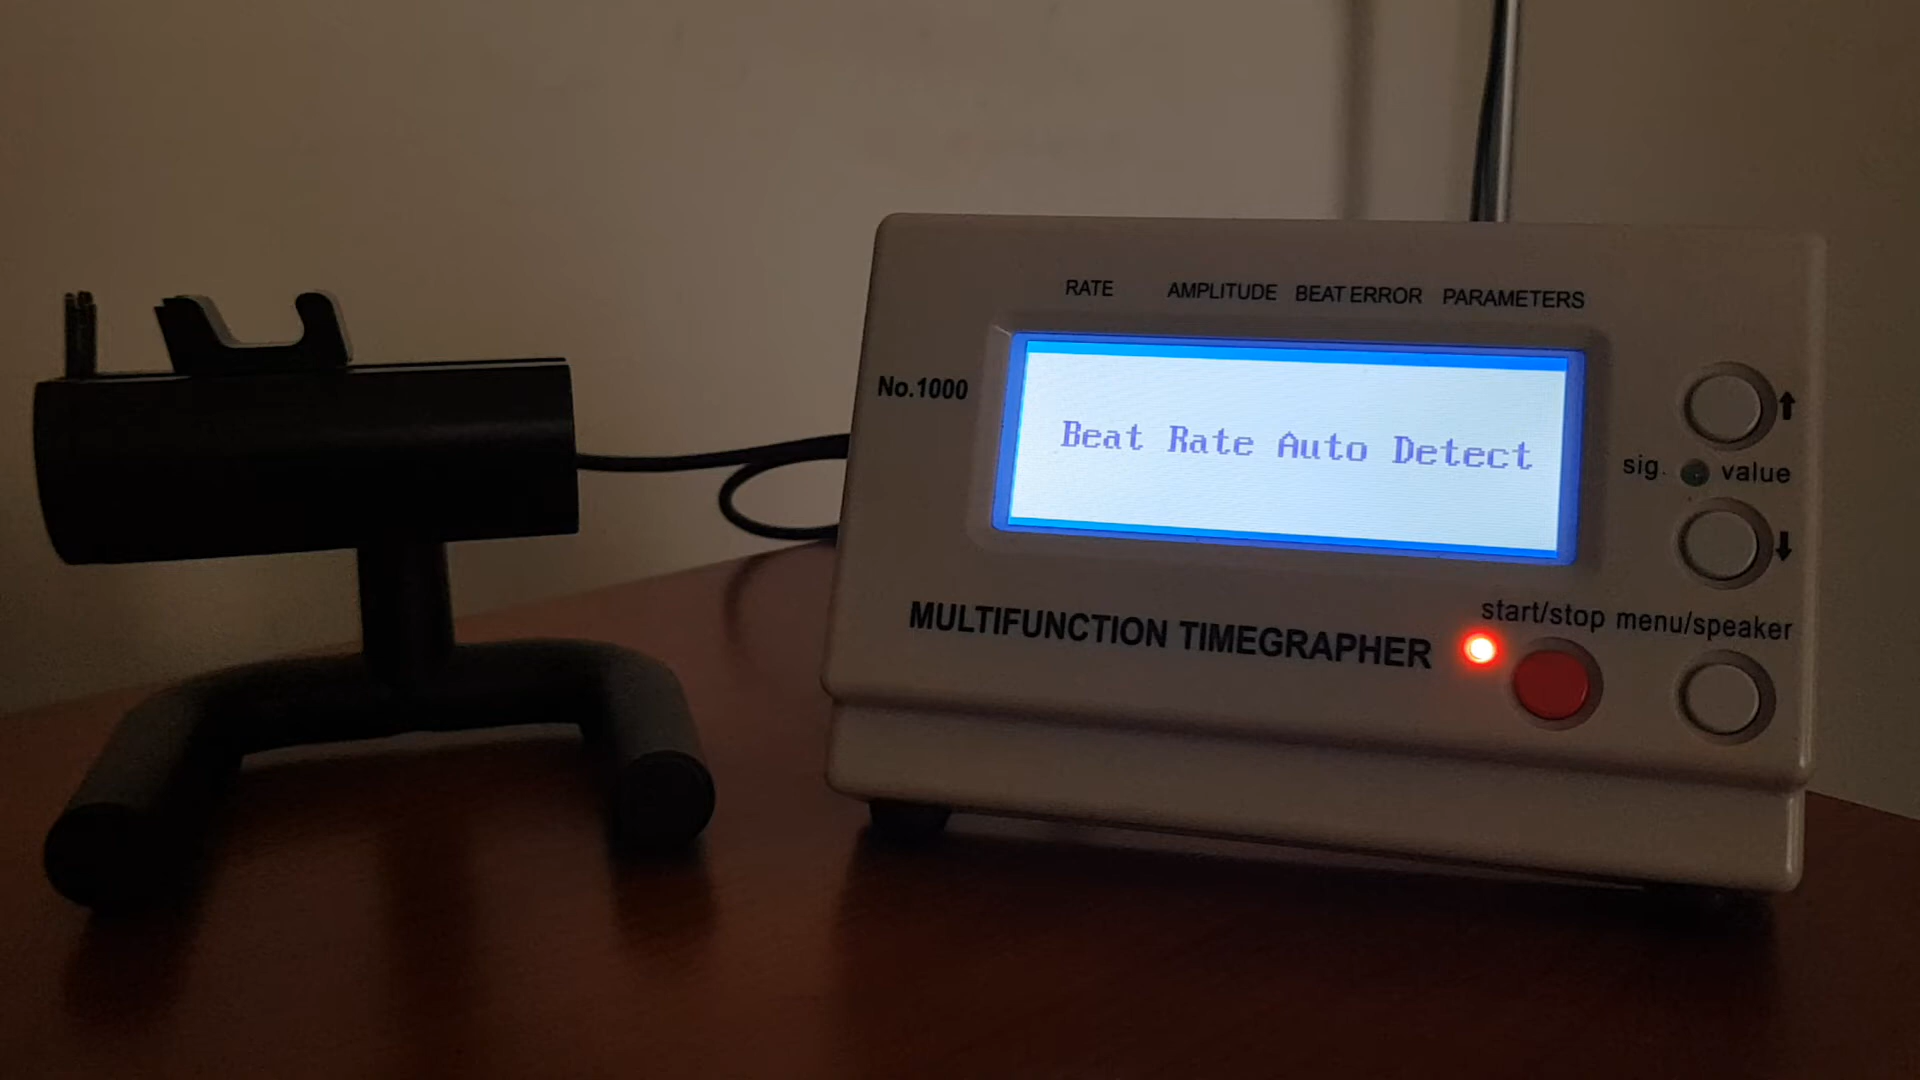 RATE AMPLITUDE BEAT ERROR PARAMETERS
No.1000
Beat Rate Auto Detect
sig. value
start/stop menu/speaker
MULTIFUNCTION TIMEGRAPHER